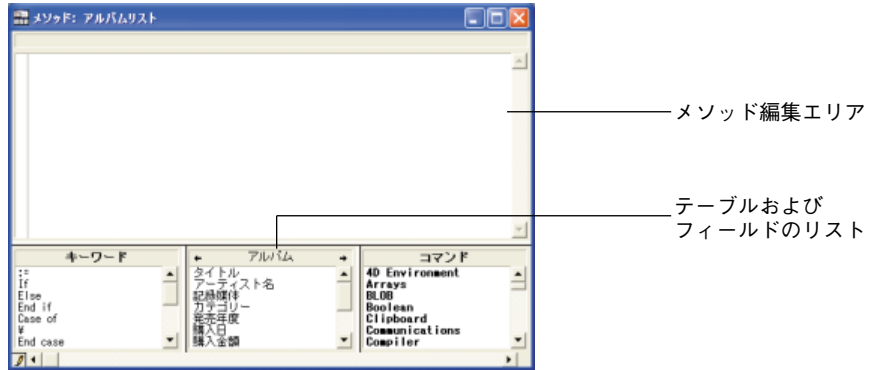 メソッド: アルバムリスト
メソッド編集エリア
テーブルおよび
フィールドのリスト
キーワード
:=
If
Else
End if
Case of
¥
End case
アルバム
タイトル
アーティスト名
記録媒体
カテゴリー
発売年度
購入日
購入金額
コマンド
4D Environment
Arrays
BLOB
Boolean
Clipboard
Communications
Compiler